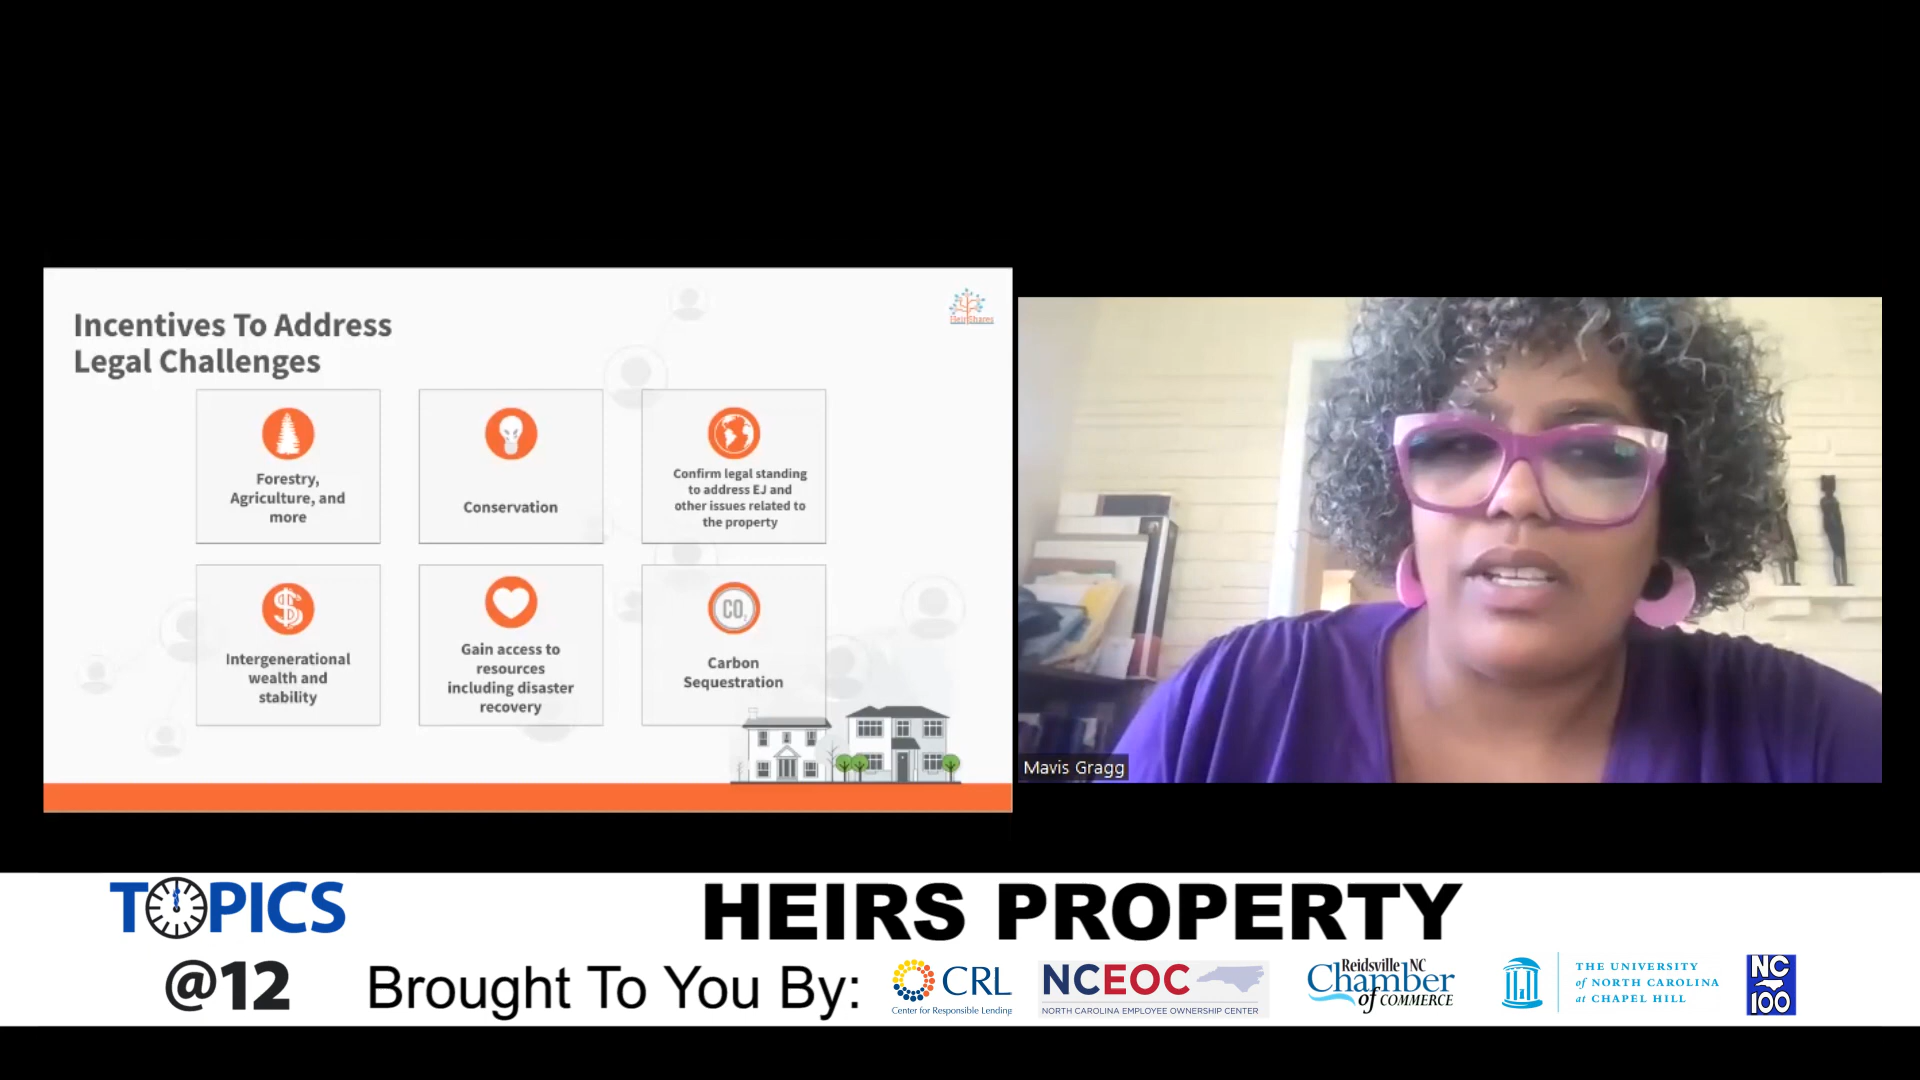 Incentives To Address
Legal Challenges
HeirShares
Forestry,
Agriculture, and
more
Conservation
Confirm legal standing
to address EJ and
other issues related to
the property
Intergenerational
wealth and
stability
Gain access to
resources
including disaster
recovery
CO2
Carbon
Sequestration
Mavis Gragg
TOPICS
@12
HEIRS PROPERTY
Brought To You By:
CRL
Center for Responsible Lending
NCEOC
NORTH CAROLINA EMPLOYEE OWNERSHIP CENTER
Reidsville NC
Chamber
of COMMERCE
THE UNIVERSITY
of NORTH CAROLINA
at CHAPEL HILL
NC
100